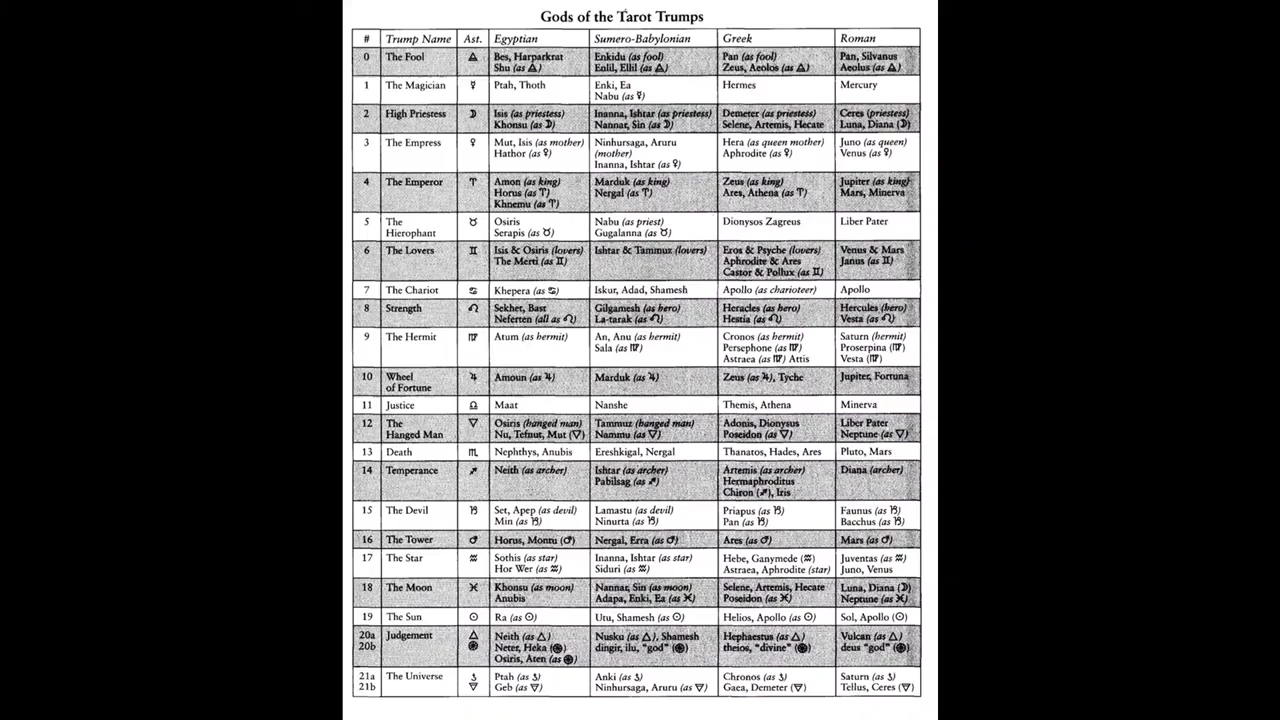 Gods of the Tarot Trumps
# Trump Name Ast. Egyptian Sumero-Babylonian Greek Roman
0 The Fool 🜁 Bes, Harparkrat Enkidu (as fool) Pan (as fool) Pan, Silvanus
Shu (as 🜁) Enlil, Ellil (as 🜁) Zeus, Aeolos (as 🜁) Aeolus (as 🜁)
1 The Magician ☿ Ptah, Thoth Enki, Ea Hermes Mercury
Nabu (as ☿)
2 High Priestess ☽ Isis (as priestess) Inanna, Ishtar (as priestess) Demeter (as priestess) Ceres (priestess)
Khonsu (as ☽) Nannar, Sin (as ☽) Selene, Artemis, Hecate Luna, Diana (☽)
3 The Empress ♀ Mut, Isis (as mother) Ninhursaga, Aruru Hera (as queen mother) Juno (as queen)
Hathor (as ♀) (mother) Aphrodite (as ♀) Venus (as ♀)
Inanna, Ishtar (as ♀)
4 The Emperor ♈ Amon (as king) Marduk (as king) Zeus (as king) Jupiter (as king)
Horus (as ♈) Nergal (as ♈) Ares, Athena (as ♈) Mars, Minerva
Khnemu (as ♈)
5 The ♉ Osiris Nabu (as priest) Dionysos Zagreus Liber Pater
Hierophant Serapis (as ♉) Gugalanna (as ♉)
6 The Lovers ♊ Isis & Osiris (lovers) Ishtar & Tammuz (lovers) Eros & Psyche (lovers) Venus & Mars
The Merti (as ♊) Aphrodite & Ares Janus (as ♊)
Castor & Pollux (as ♊)
7 The Chariot ♋ Khepera (as ♋) Iskur, Adad, Shamesh Apollo (as charioteer) Apollo
8 Strength ♌ Sekhet, Bast Gilgamesh (as hero) Heracles (as hero) Hercules (hero)
Neferten (all as ♌) La-tarak (as ♌) Hestia (as ♌) Vesta (as ♌)
9 The Hermit ♍ Atum (as hermit) An, Anu (as hermit) Cronos (as hermit) Saturn (hermit)
Sala (as ♍) Persephone (as ♍) Proserpina (♍)
Astraea (as ♍) Attis Vesta (♍)
10 Wheel ♃ Amoun (as ♃) Marduk (as ♃) Zeus (as ♃), Tyche Jupiter, Fortuna
of Fortune
11 Justice ♎ Maat Nanshe Themis, Athena Minerva
12 The 🜄 Osiris (hanged man) Tammuz (hanged man) Adonis, Dionysus Liber Pater
Hanged Man Nu, Tefnut, Mut (🜄) Nammu (as 🜄) Poseidon (as 🜄) Neptune (as 🜄)
13 Death ♏ Nephthys, Anubis Ereshkigal, Nergal Thanatos, Hades, Ares Pluto, Mars
14 Temperance ♐ Neith (as archer) Ishtar (as archer) Artemis (as archer) Diana (archer)
Pabilsag (as ♐) Hermaphroditus
Chiron (♐), Iris
15 The Devil ♑ Set, Apep (as devil) Lamastu (as devil) Priapus (as ♑) Faunus (as ♑)
Min (as ♑) Ninurta (as ♑) Pan (as ♑) Bacchus (as ♑)
16 The Tower ♂ Horus, Montu (♂) Nergal, Erra (as ♂) Ares (as ♂) Mars (as ♂)
17 The Star ♒ Sothis (as star) Inanna, Ishtar (as star) Hebe, Ganymede (♒) Juventas (as ♒)
Hor Wer (as ♒) Siduri (as ♒) Astraea, Aphrodite (star) Juno, Venus
18 The Moon ♓ Khonsu (as moon) Nannar, Sin (as moon) Selene, Artemis, Hecate Luna, Diana (☽)
Anubis Adapa, Enki, Ea (as ♓) Poseidon (as ♓) Neptune (as ♓)
19 The Sun ☉ Ra (as ☉) Utu, Shamesh (as ☉) Helios, Apollo (as ☉) Sol, Apollo (☉)
20a Judgement 🜂 Neith (as 🜂) Nusku (as 🜂), Shamesh Hephaestus (as 🜂) Vulcan (as 🜂)
20b ⊛ Neter, Heka (⊛) dingir, ilu, "god" (⊛) theios, "divine" (⊛) deus "god" (⊛)
Osiris, Aten (as ⊛)
21a The Universe ♄ Ptah (as ♄) Anki (as ♄) Chronos (as ♄) Saturn (as ♄)
21b 🜃 Geb (as 🜃) Ninhursaga, Aruru (as 🜃) Gaea, Demeter (🜃) Tellus, Ceres (🜃)